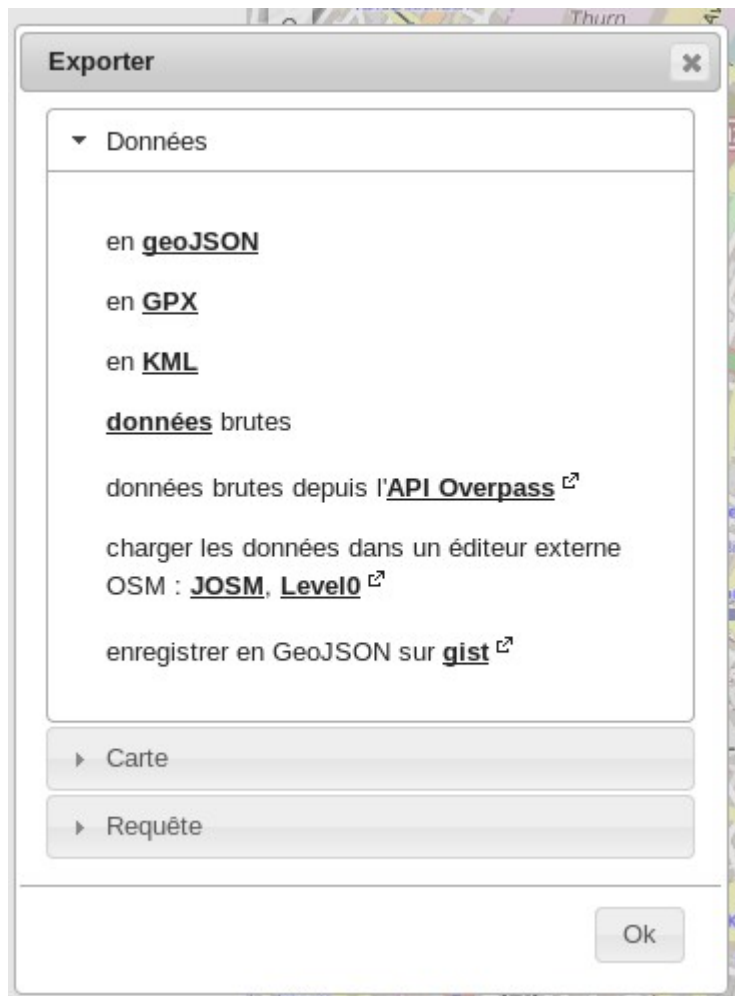 Thurn
Exporter
Données
en geoJSON
en GPX
en KML
données brutes
données brutes depuis l'API Overpass
charger les données dans un éditeur externe
OSM : JOSM, Level0
enregistrer en GeoJSON sur gist
Carte
Requête
Ok